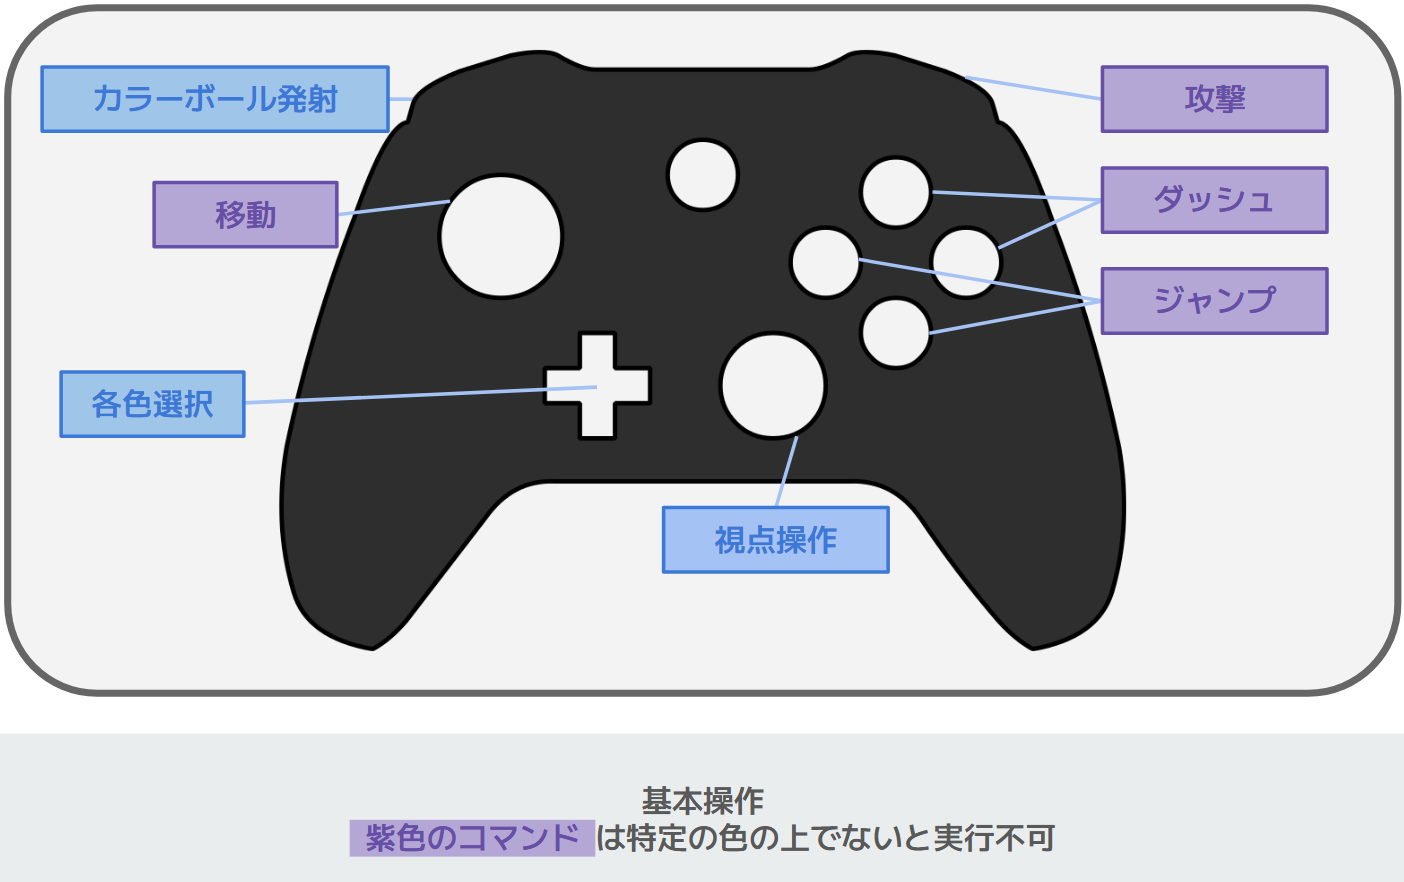 カラーボール発射
攻撃
移動
ダッシュ
ジャンプ
各色選択
視点操作
基本操作
紫色のコマンド は特定の色の上でないと実行不可